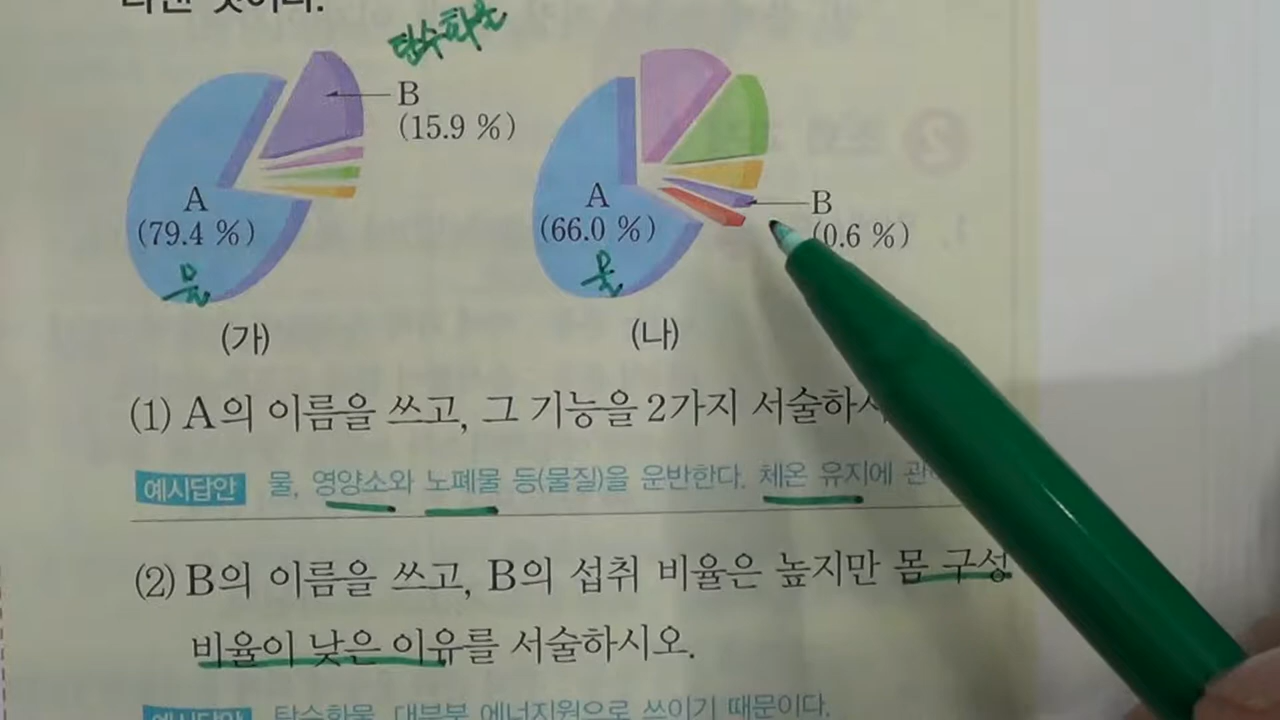 탄수화물
B
(15.9 %)
A
(79.4 %)
물
(가)
A
(66.0 %)
물
B
(0.6 %)
(나)
(1) A의 이름을 쓰고, 그 기능을 2가지 서술하
예시답안 물, 영양소와 노폐물 등(물질)을 운반한다. 체온 유지에
(2) B의 이름을 쓰고, B의 섭취 비율은 높지만 몸 구성
비율이 낮은 이유를 서술하시오.
예시답안 탄수화물, 대부분 에너지원으로 쓰이기 때문이다.